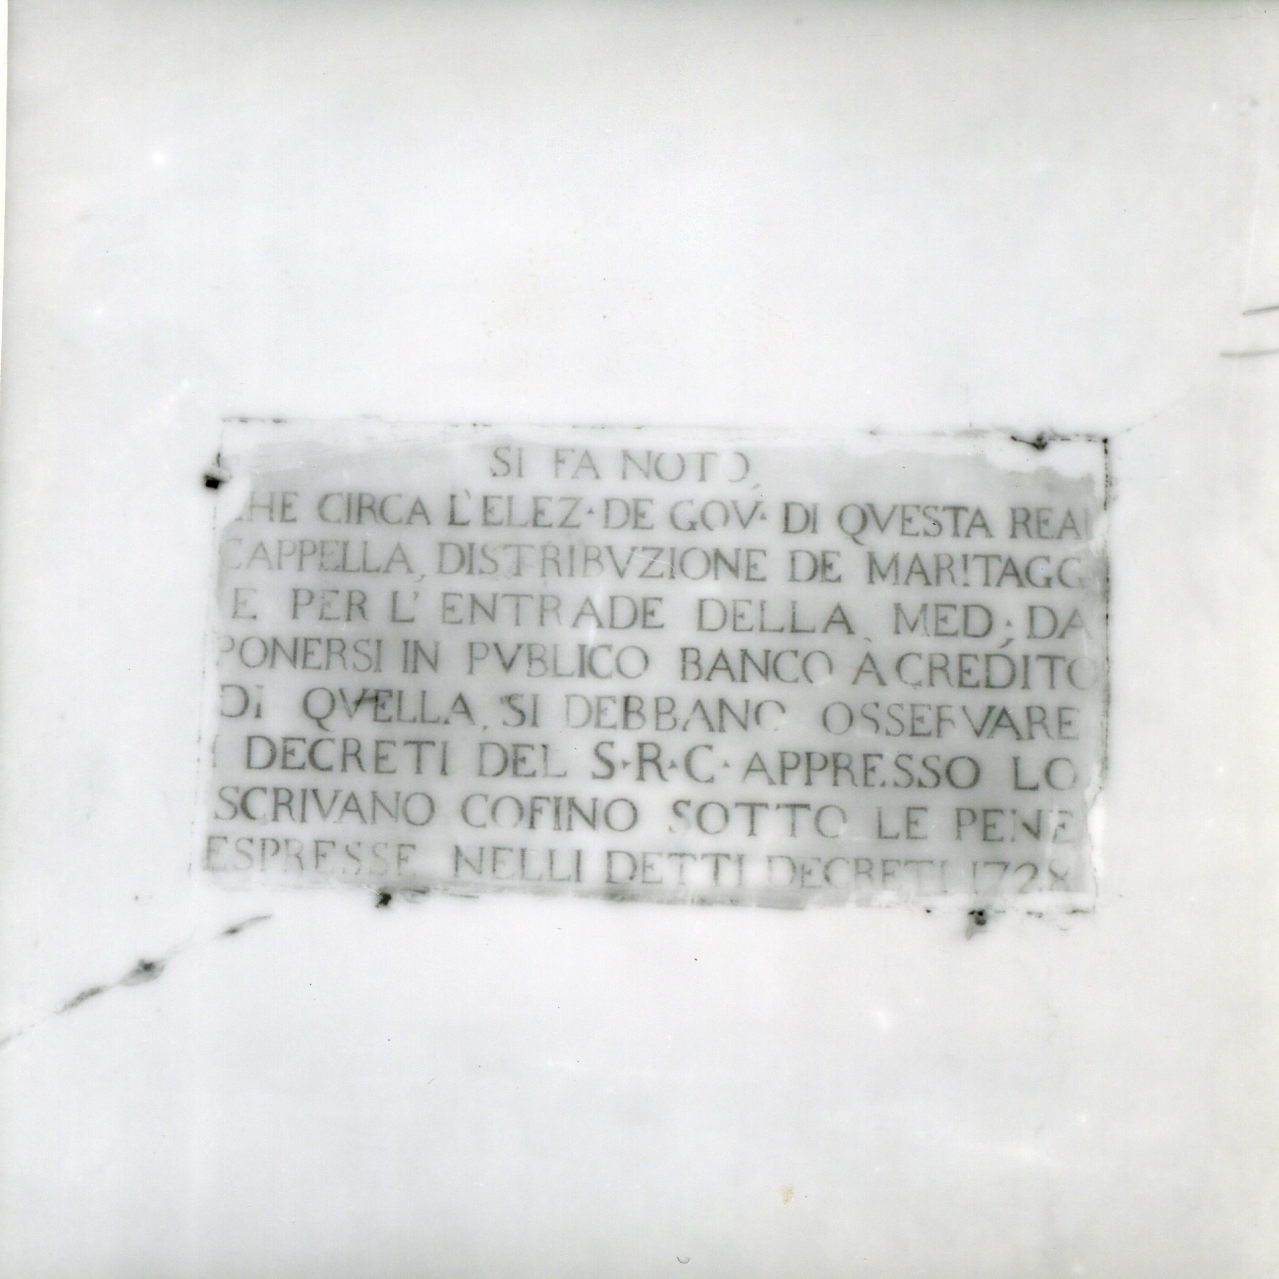 SI FA NOTO,
CHE CIRCA L'ELEZ· DE GOV· DI QVESTA REAL
CAPPELLA, DISTRIBVZIONE DE MARITAGG
E PER L'ENTRADE DELLA MED; DA
PONERSI IN PVBLICO BANCO A CREDITO
DI QVELLA, SI DEBBANO OSSERVARE
I DECRETI DEL S·R·C· APPRESSO LO
SCRIVANO COFINO SOTTO LE PENE
ESPRESSE NELLI DETTI DECRETI 1728